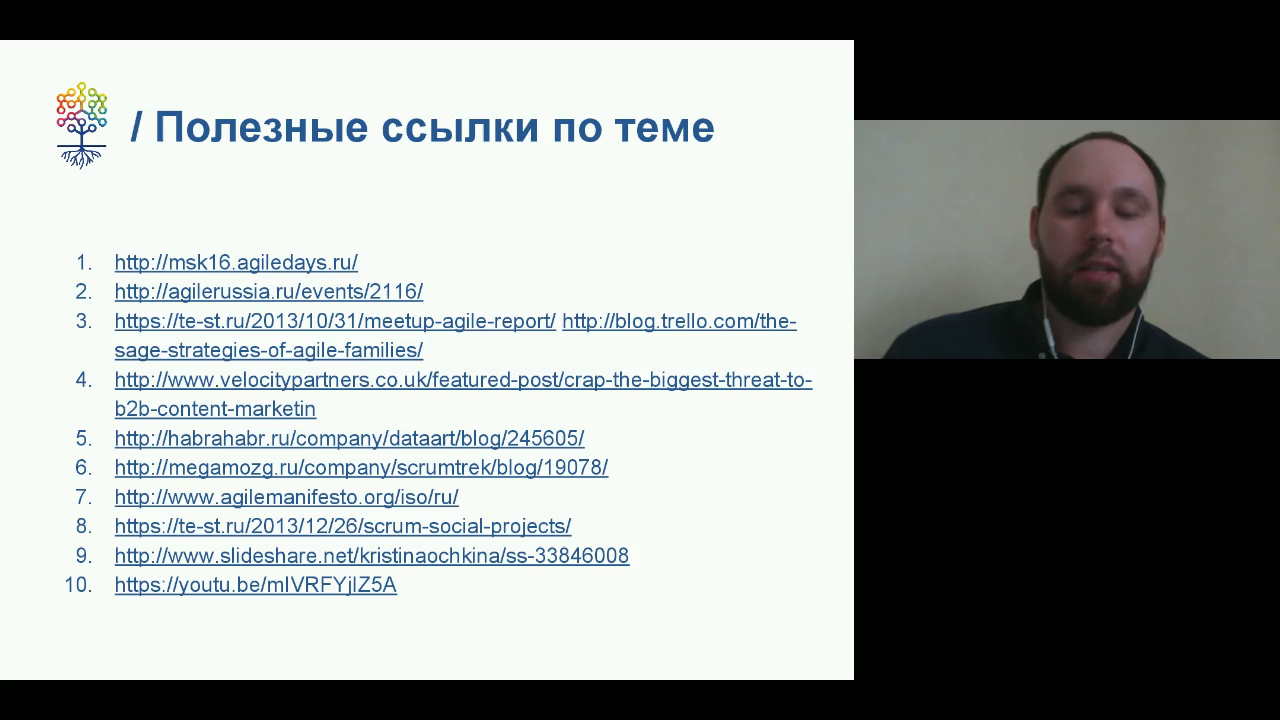 / Полезные ссылки по теме
1. http://msk16.agiledays.ru/
2. http://agilerussia.ru/events/2116/
3. https://te-st.ru/2013/10/31/meetup-agile-report/ http://blog.trello.com/the-
sage-strategies-of-agile-families/
4. http://www.velocitypartners.co.uk/featured-post/crap-the-biggest-threat-to-
b2b-content-marketin
5. http://habrahabr.ru/company/dataart/blog/245605/
6. http://megamozg.ru/company/scrumtrek/blog/19078/
7. http://www.agilemanifesto.org/iso/ru/
8. https://te-st.ru/2013/12/26/scrum-social-projects/
9. http://www.slideshare.net/kristinaochkina/ss-33846008
10. https://youtu.be/mIVRFYjIZ5A